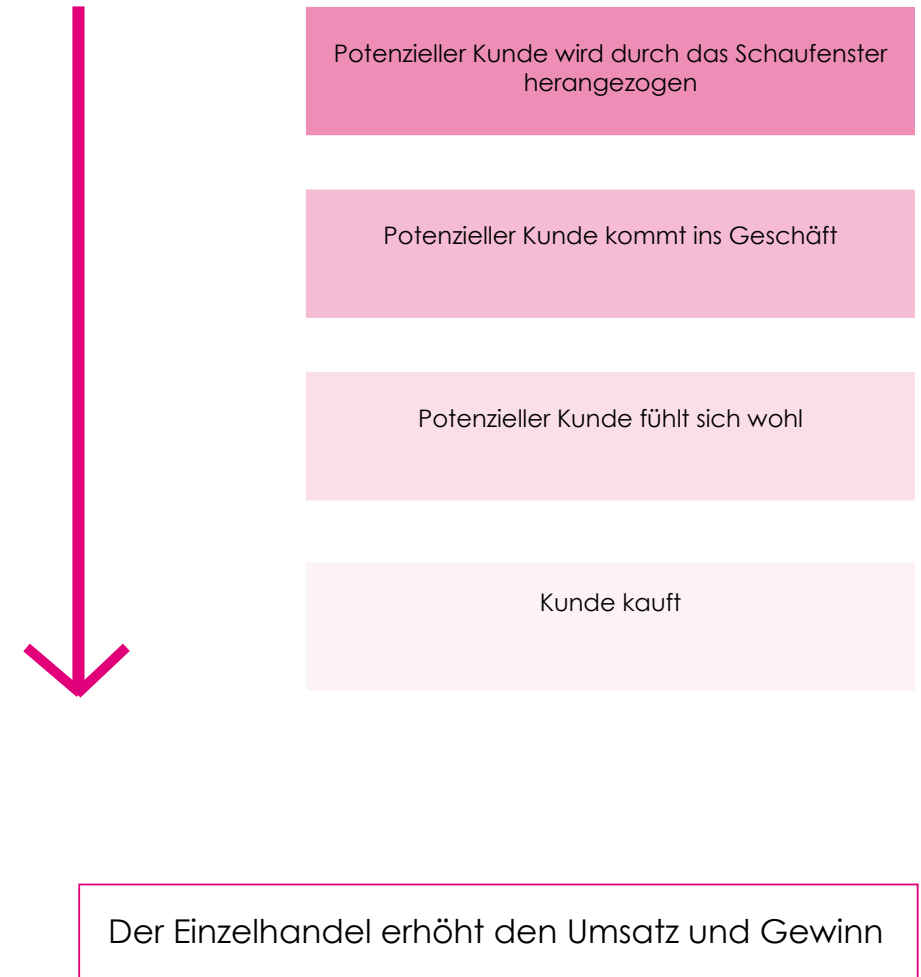 Potenzieller Kunde wird durch das Schaufenster
herangezogen
Potenzieller Kunde kommt ins Geschäft
Potenzieller Kunde fühlt sich wohl
Kunde kauft
Der Einzelhandel erhöht den Umsatz und Gewinn